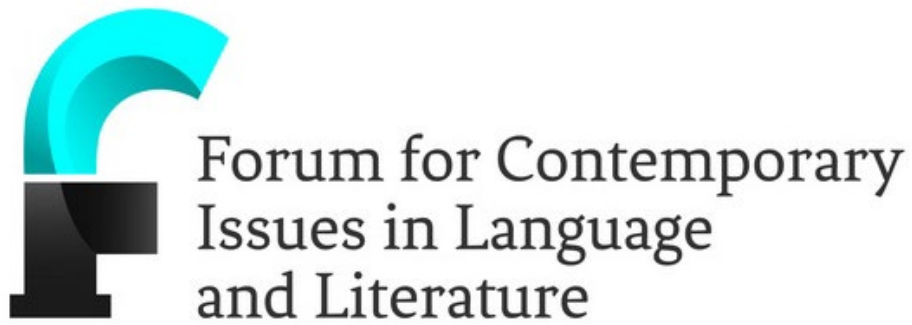 Forum for Contemporary
Issues in Language
and Literature